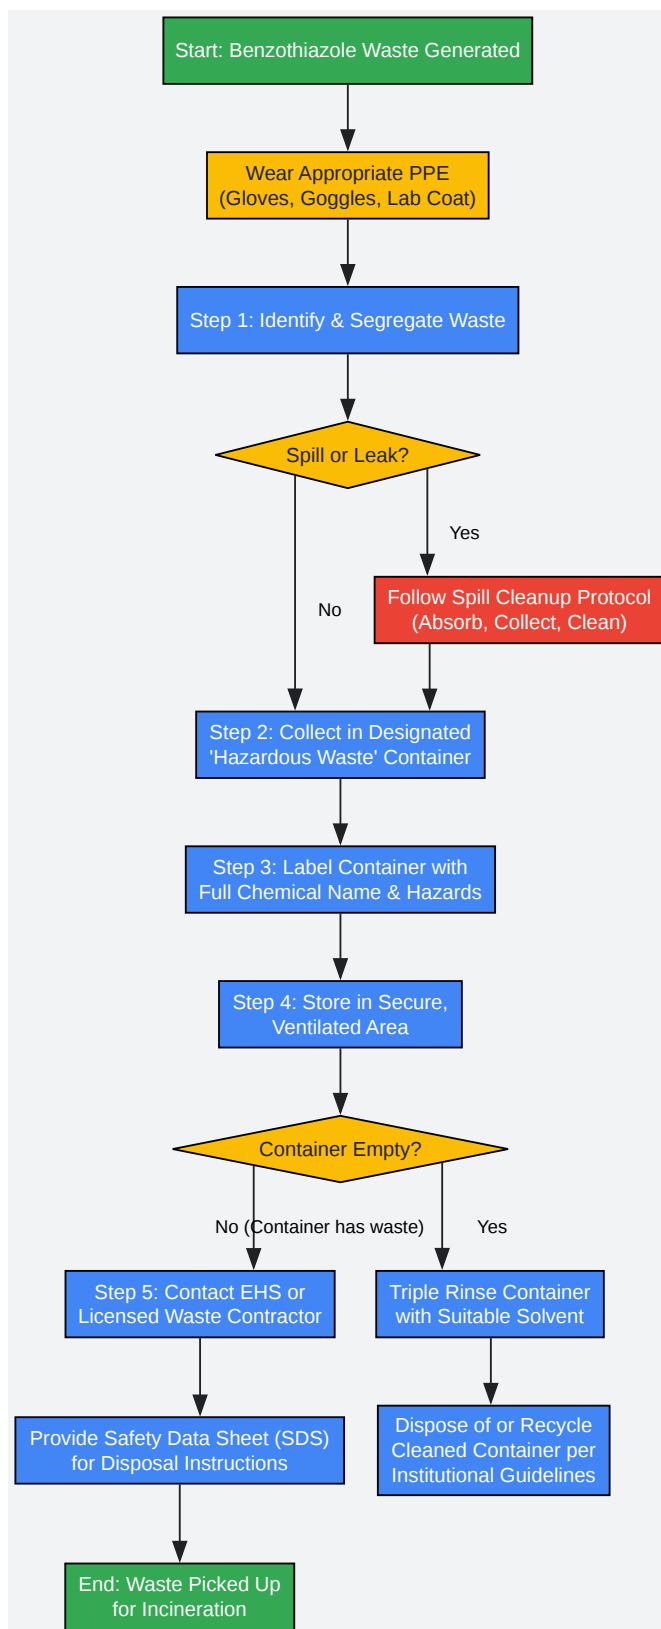 Start: Benzothiazole Waste Generated
Wear Appropriate PPE
(Gloves, Goggles, Lab Coat)
Step 1: Identify & Segregate Waste
Spill or Leak?
Yes
Follow Spill Cleanup Protocol
(Absorb, Collect, Clean)
No
Step 2: Collect in Designated
'Hazardous Waste' Container
Step 3: Label Container with
Full Chemical Name & Hazards
Step 4: Store in Secure,
Ventilated Area
Container Empty?
No (Container has waste)
Yes
Step 5: Contact EHS or
Licensed Waste Contractor
Triple Rinse Container
with Suitable Solvent
Provide Safety Data Sheet (SDS)
for Disposal Instructions
Dispose of or Recycle
Cleaned Container per
Institutional Guidelines
End: Waste Picked Up
for Incineration